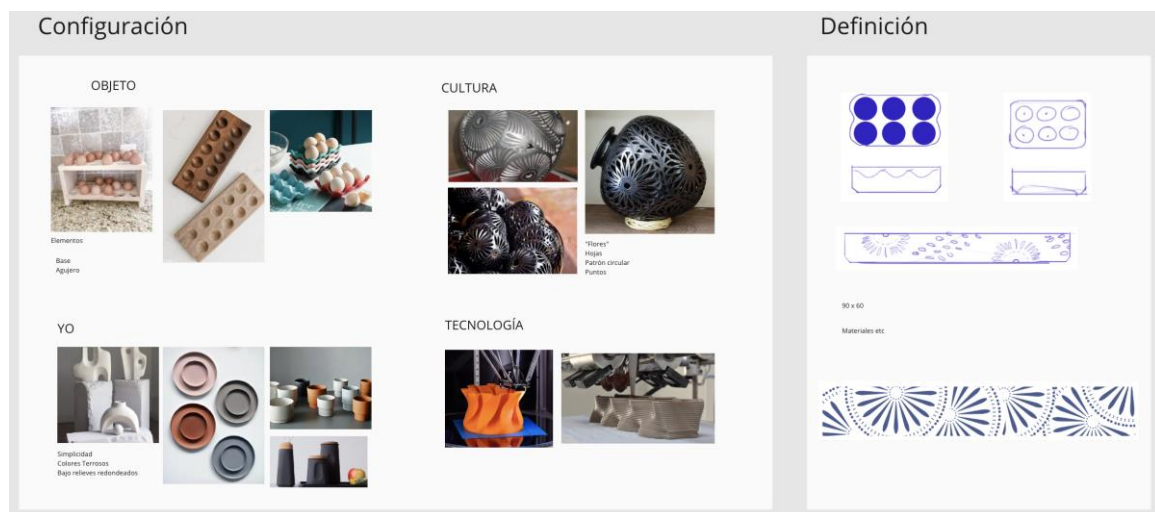 Configuración
Definición
OBJETO
CULTURA
Elementos
Base
Agujero
"Flores"
Hojas
Patrón circular
Puntos
YO
TECNOLOGÍA
Simplicidad
Colores Terrosos
Bajo relieves redondeados
90 x 60
Materiales etc